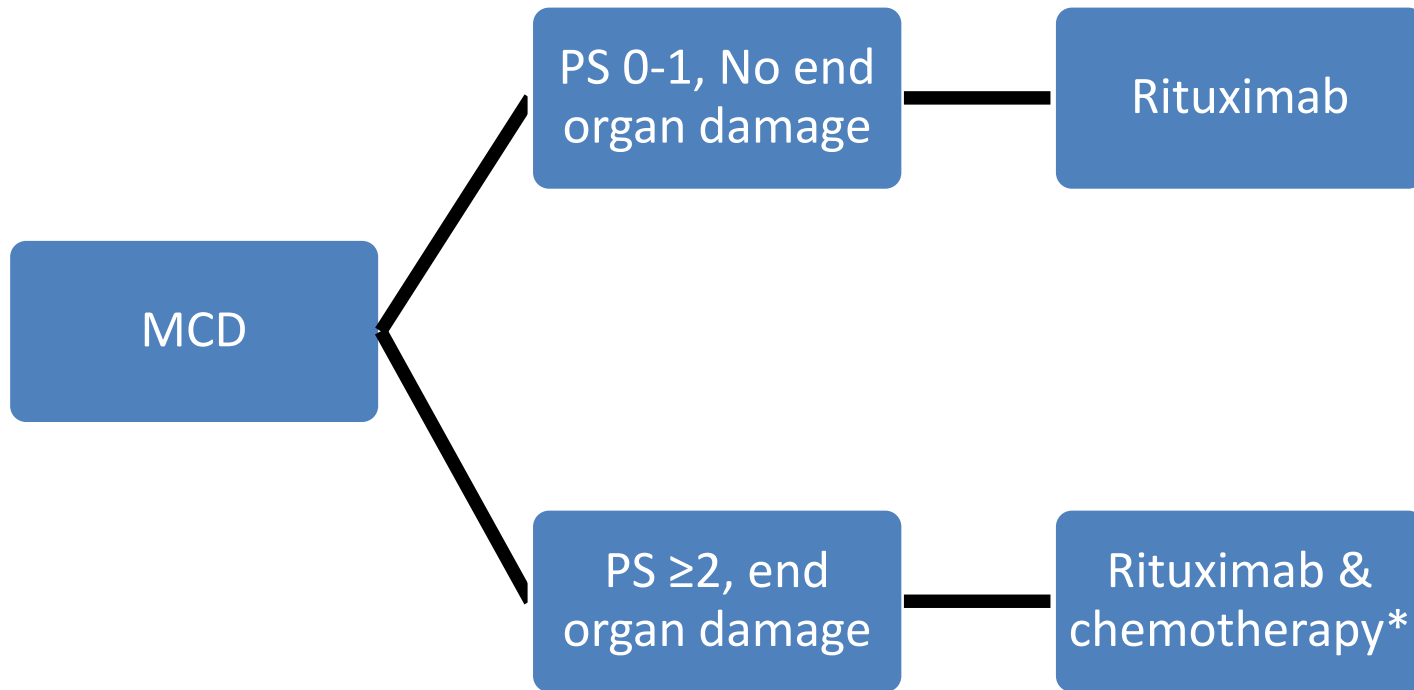 MCD
PS 0-1, No end
organ damage
Rituximab
PS ≥2, end
organ damage
Rituximab &
chemotherapy*